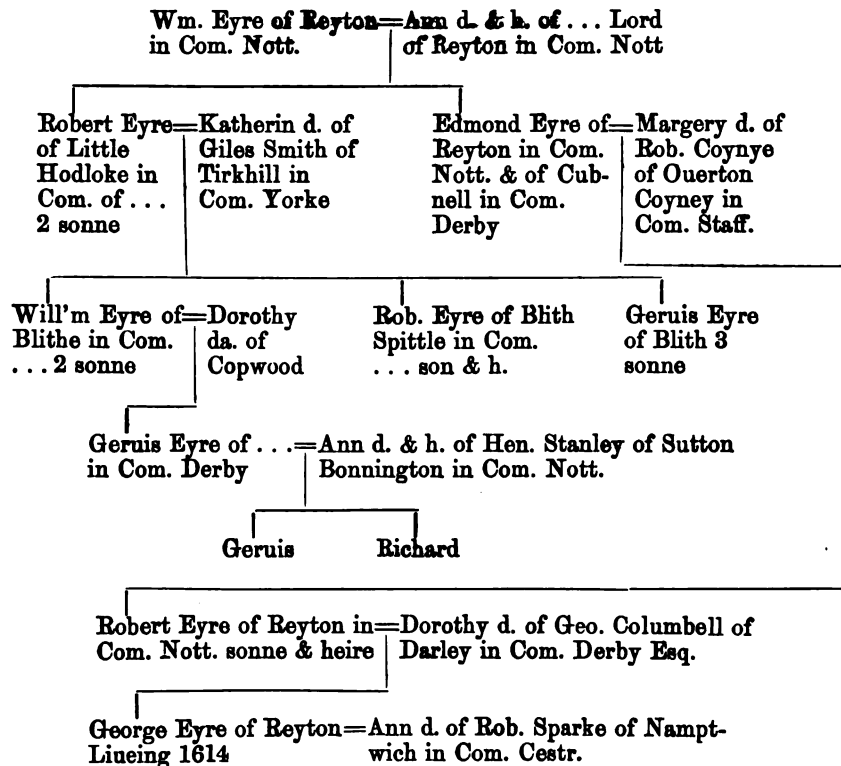 Wm. Eyre of Reyton=Ann d. & h. of ... Lord
in Com. Nott. of Reyton in Com. Nott
Robert Eyre=Katherin d. of
of Little Giles Smith of
Hodloke in Tirkhill in
Com. of ... Com. Yorke
2 sonne
Edmond Eyre of=Margery d. of
Reyton in Com. Rob. Coynye
Nott. & of Cub- of Ouerton
nell in Com. Coyney in
Derby Com. Staff.
Will'm Eyre of=Dorothy
Blithe in Com. da. of
... 2 sonne Copwood
Rob. Eyre of Blith
Spittle in Com.
... son & h.
Geruis Eyre
of Blith 3
sonne
Geruis Eyre of ...=Ann d. & h. of Hen. Stanley of Sutton
in Com. Derby Bonnington in Com. Nott.
Geruis Richard
Robert Eyre of Reyton in=Dorothy d. of Geo. Columbell of
Com. Nott. sonne & heire Darley in Com. Derby Esq.
George Eyre of Reyton=Ann d. of Rob. Sparke of Nampt-
Liueing 1614 wich in Com. Cestr.